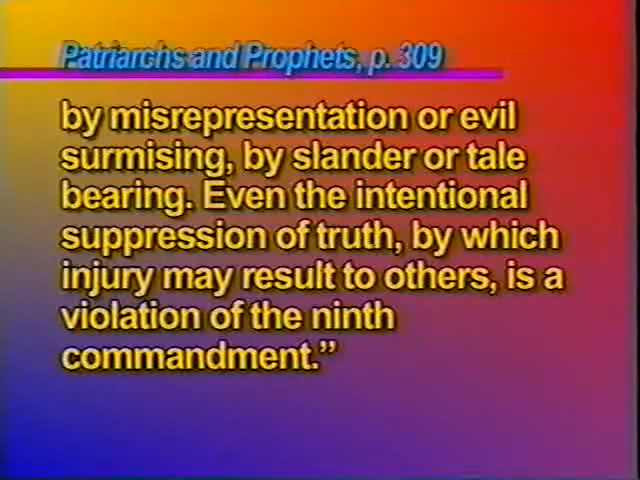 Patriarchs and Prophets, p. 309
by misrepresentation or evil
surmising, by slander or tale
bearing. Even the intentional
suppression of truth, by which
injury may result to others, is a
violation of the ninth
commandment.”